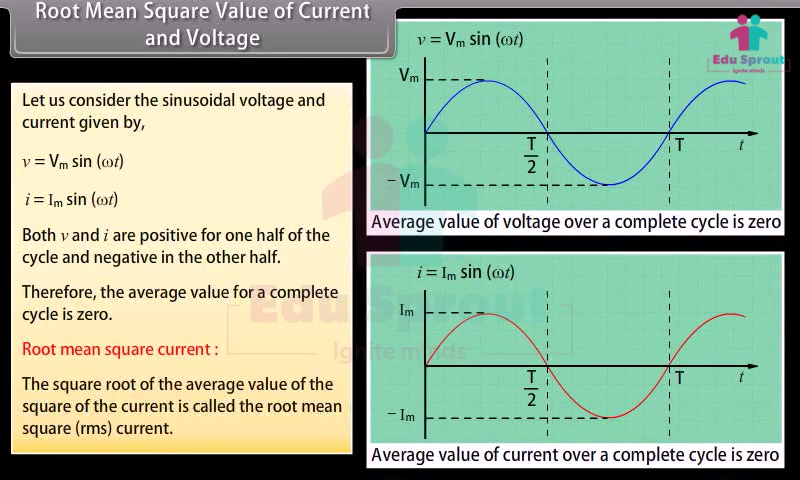 Root Mean Square Value of Current
and Voltage
Let us consider the sinusoidal voltage and
current given by,
v = Vm sin (ωt)
i = Im sin (ωt)
Both v and i are positive for one half of the
cycle and negative in the other half.
Therefore, the average value for a complete
cycle is zero.
Root mean square current :
The square root of the average value of the
square of the current is called the root mean
square (rms) current.
v = Vm sin (ωt)
Vm
T
2
T
t
− Vm
Average value of voltage over a complete cycle is zero
i = Im sin (ωt)
Im
T
2
T
t
− Im
Average value of current over a complete cycle is zero
Edu Sprout
Ignite minds
Edu Sprout
Ignite minds